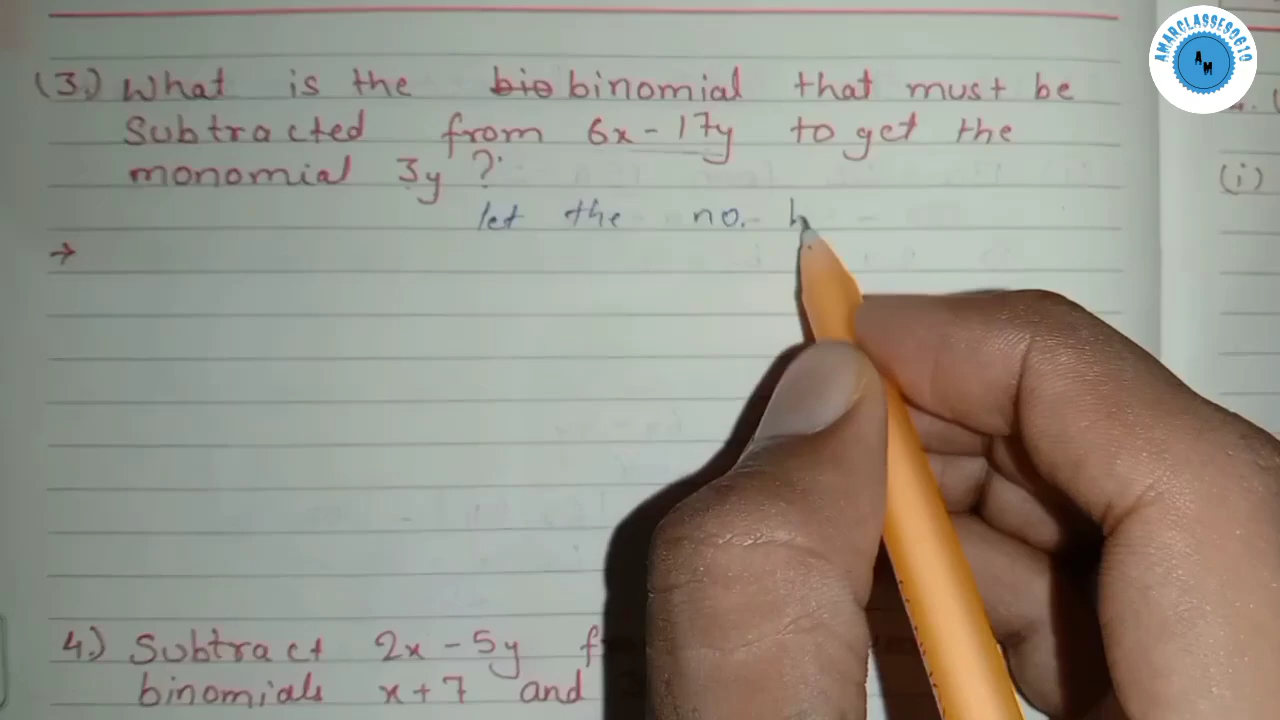 AMARCLASSES0610
AM
(3.) What is the bio binomial that must be
Subtracted from 6x - 17y to get the
monomial 3y ?
let the no.
→
(i)
4.) Subtract 2x - 5y
binomials x + 7 and